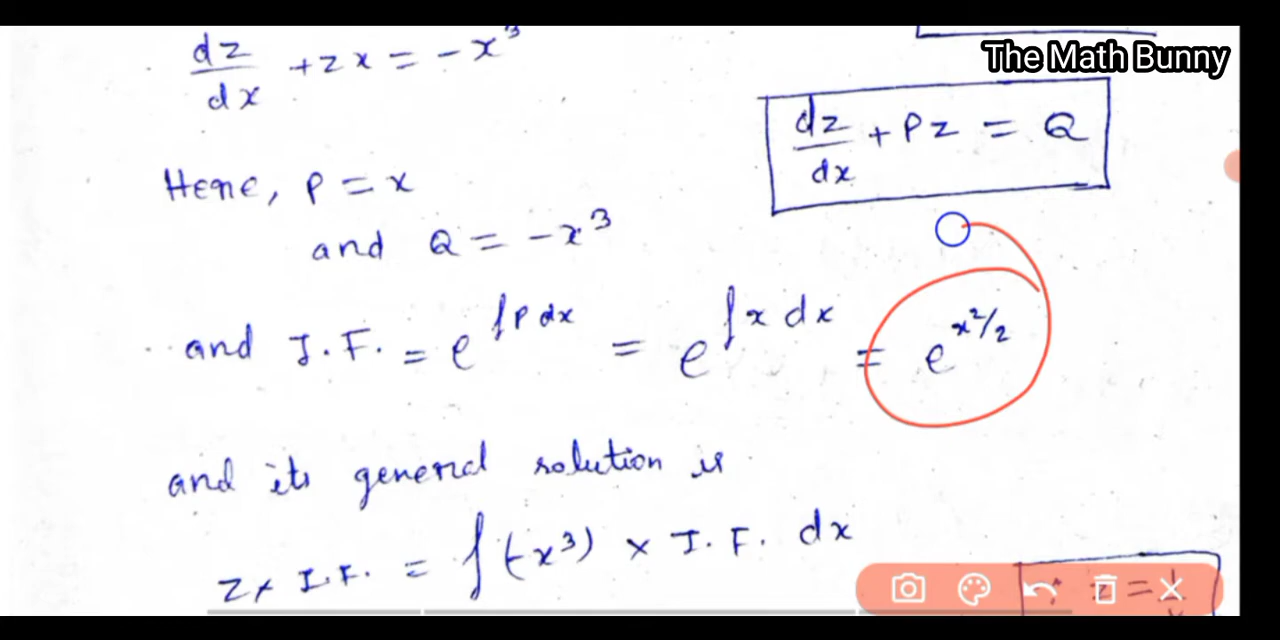 The Math Bunny
dz/dx + zx = -x³
dz/dx + Pz = Q
Here, P = x
and Q = -x³
and I.F. = e^∫P dx = e^∫x dx = e^x²/2
and its general solution is
z × I.F. = ∫(-x³) × I.F. dx